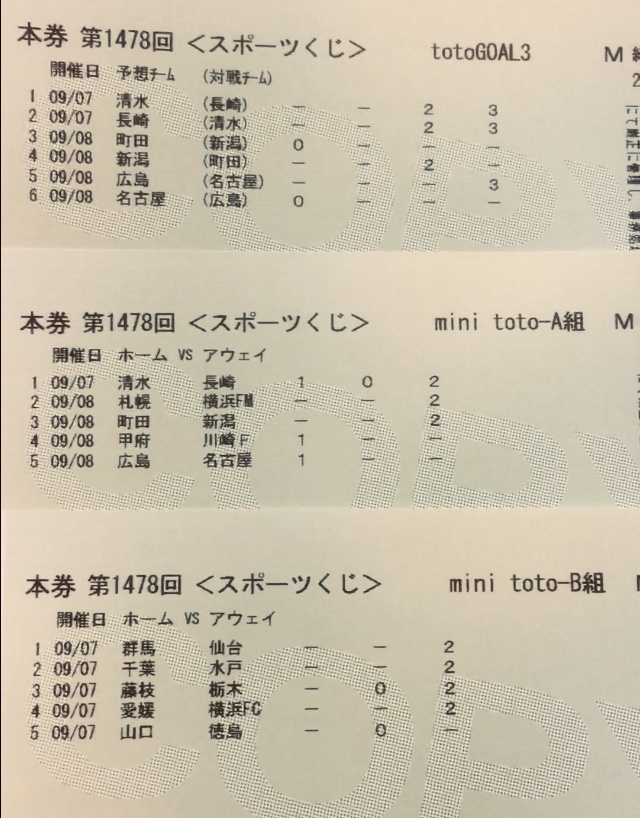 本券 第1478回 <スポーツくじ> totoGOAL3 M
開催日 予想ﾁｰﾑ (対戦ﾁｰﾑ)
1 09/07 清水 (長崎) － － 2 3
2 09/07 長崎 (清水) － － 2 3
3 09/08 町田 (新潟) 0 － － －
4 09/08 新潟 (町田) － － 2 －
5 09/08 広島 (名古屋) － － － 3
6 09/08 名古屋 (広島) 0 － － －
本券 第1478回 <スポーツくじ> mini toto-A組 M
開催日 ホーム VS アウェイ
1 09/07 清水 長崎 1 0 2
2 09/08 札幌 横浜FM － － 2
3 09/08 町田 新潟 － － 2
4 09/08 甲府 川崎Ｆ 1 － －
5 09/08 広島 名古屋 1 － －
本券 第1478回 <スポーツくじ> mini toto-B組
開催日 ホーム VS アウェイ
1 09/07 群馬 仙台 － － 2
2 09/07 千葉 水戸 － － 2
3 09/07 藤枝 栃木 － 0 2
4 09/07 愛媛 横浜FC － － 2
5 09/07 山口 徳島 － 0 －
COPY